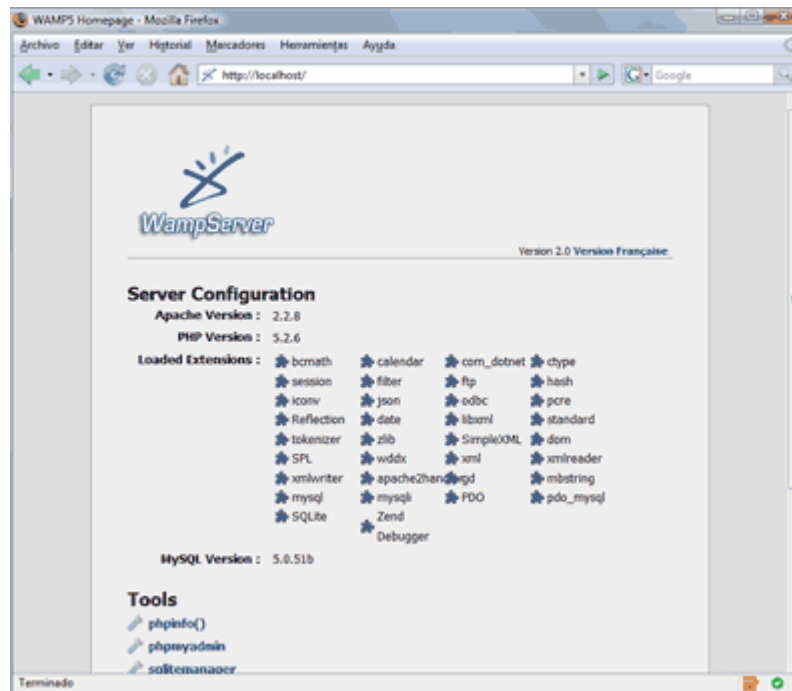 WAMP5 Homepage - Mozilla Firefox
Archivo Editar Ver Historial Marcadores Herramientas Ayuda
http://localhost/
Google
WampServer
Version 2.0 Version Française
Server Configuration
Apache Version : 2.2.8
PHP Version : 5.2.6
Loaded Extensions : bcmath calendar com_dotnet ctype
session filter ftp hash
iconv json odbc pcre
Reflection date libxml standard
tokenizer zlib SimpleXML dom
SPL wddx xml xmlreader
xmlwriter apache2handler gd mbstring
mysql mysqli PDO pdo_mysql
SQLite Zend Debugger
MySQL Version : 5.0.51b
Tools
phpinfo()
phpmyadmin
sqlitemanager
Terminado